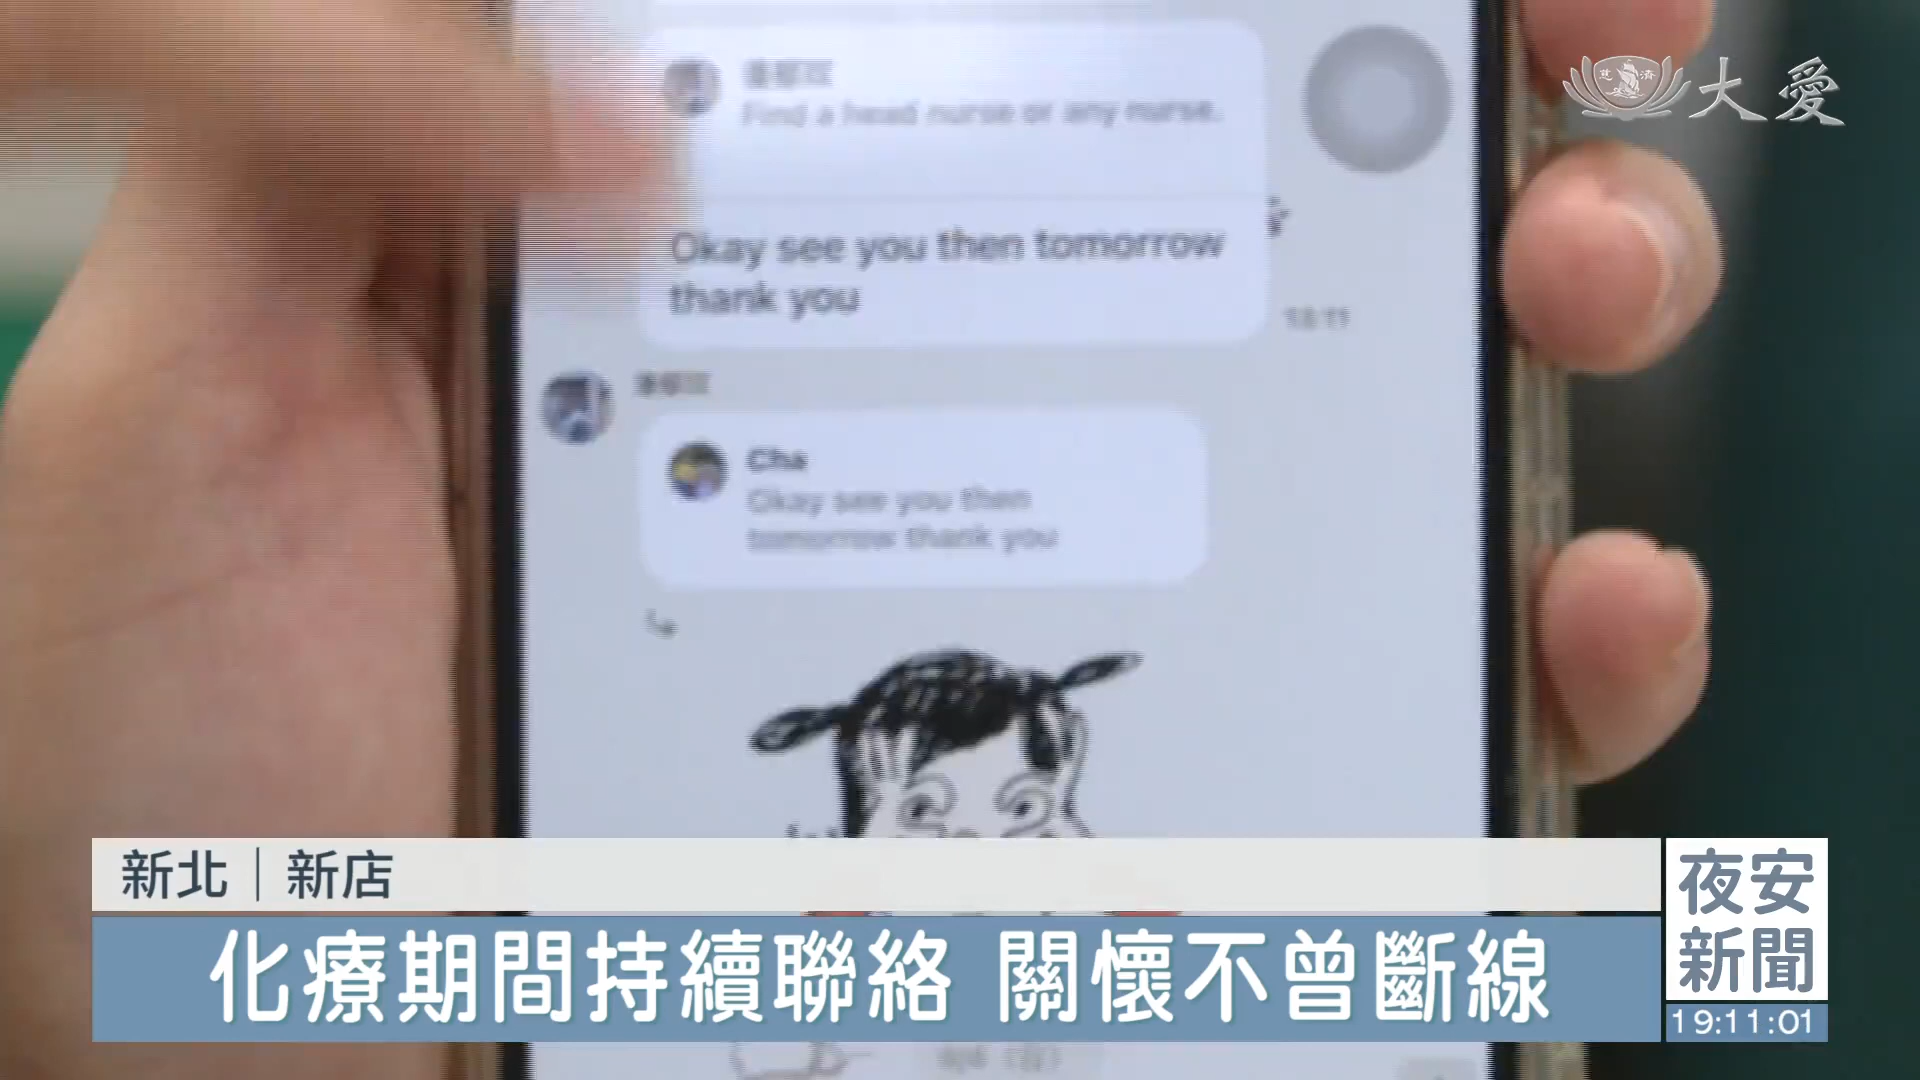 慈濟 大愛
Find a head nurse or any nurse.
Okay see you then tomorrow
thank you
Cha
Okay see you then
tomorrow thank you
新北｜新店
化療期間持續聯絡 關懷不曾斷線
夜安
新聞
19:11:01